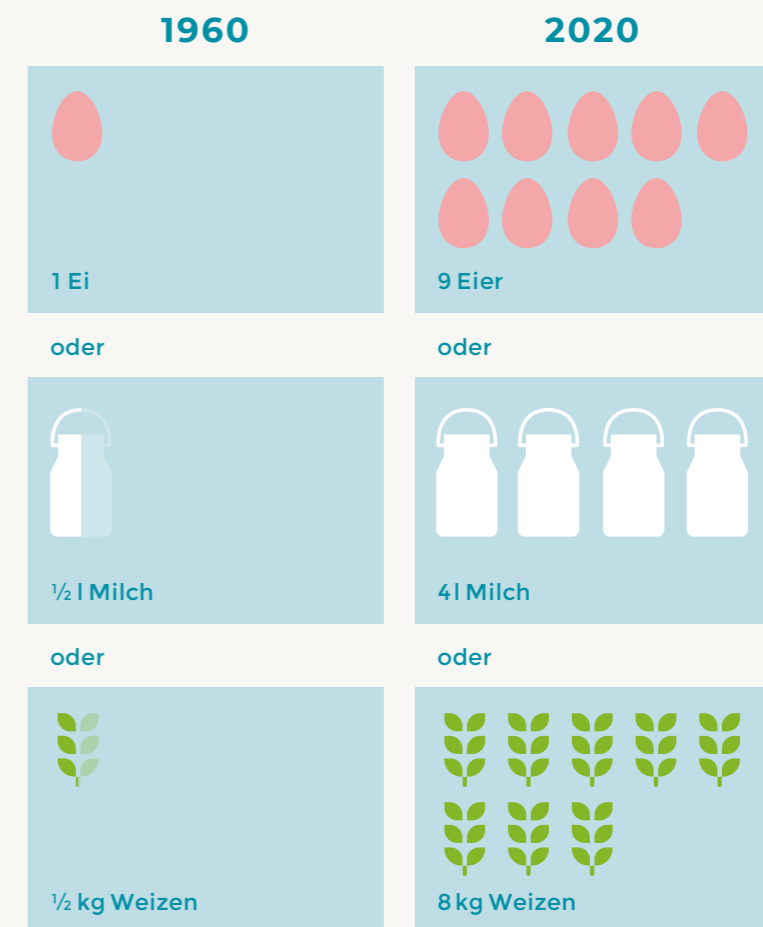 1960
1 Ei
oder
½ l Milch
oder
½ kg Weizen
2020
9 Eier
oder
4 l Milch
oder
8 kg Weizen